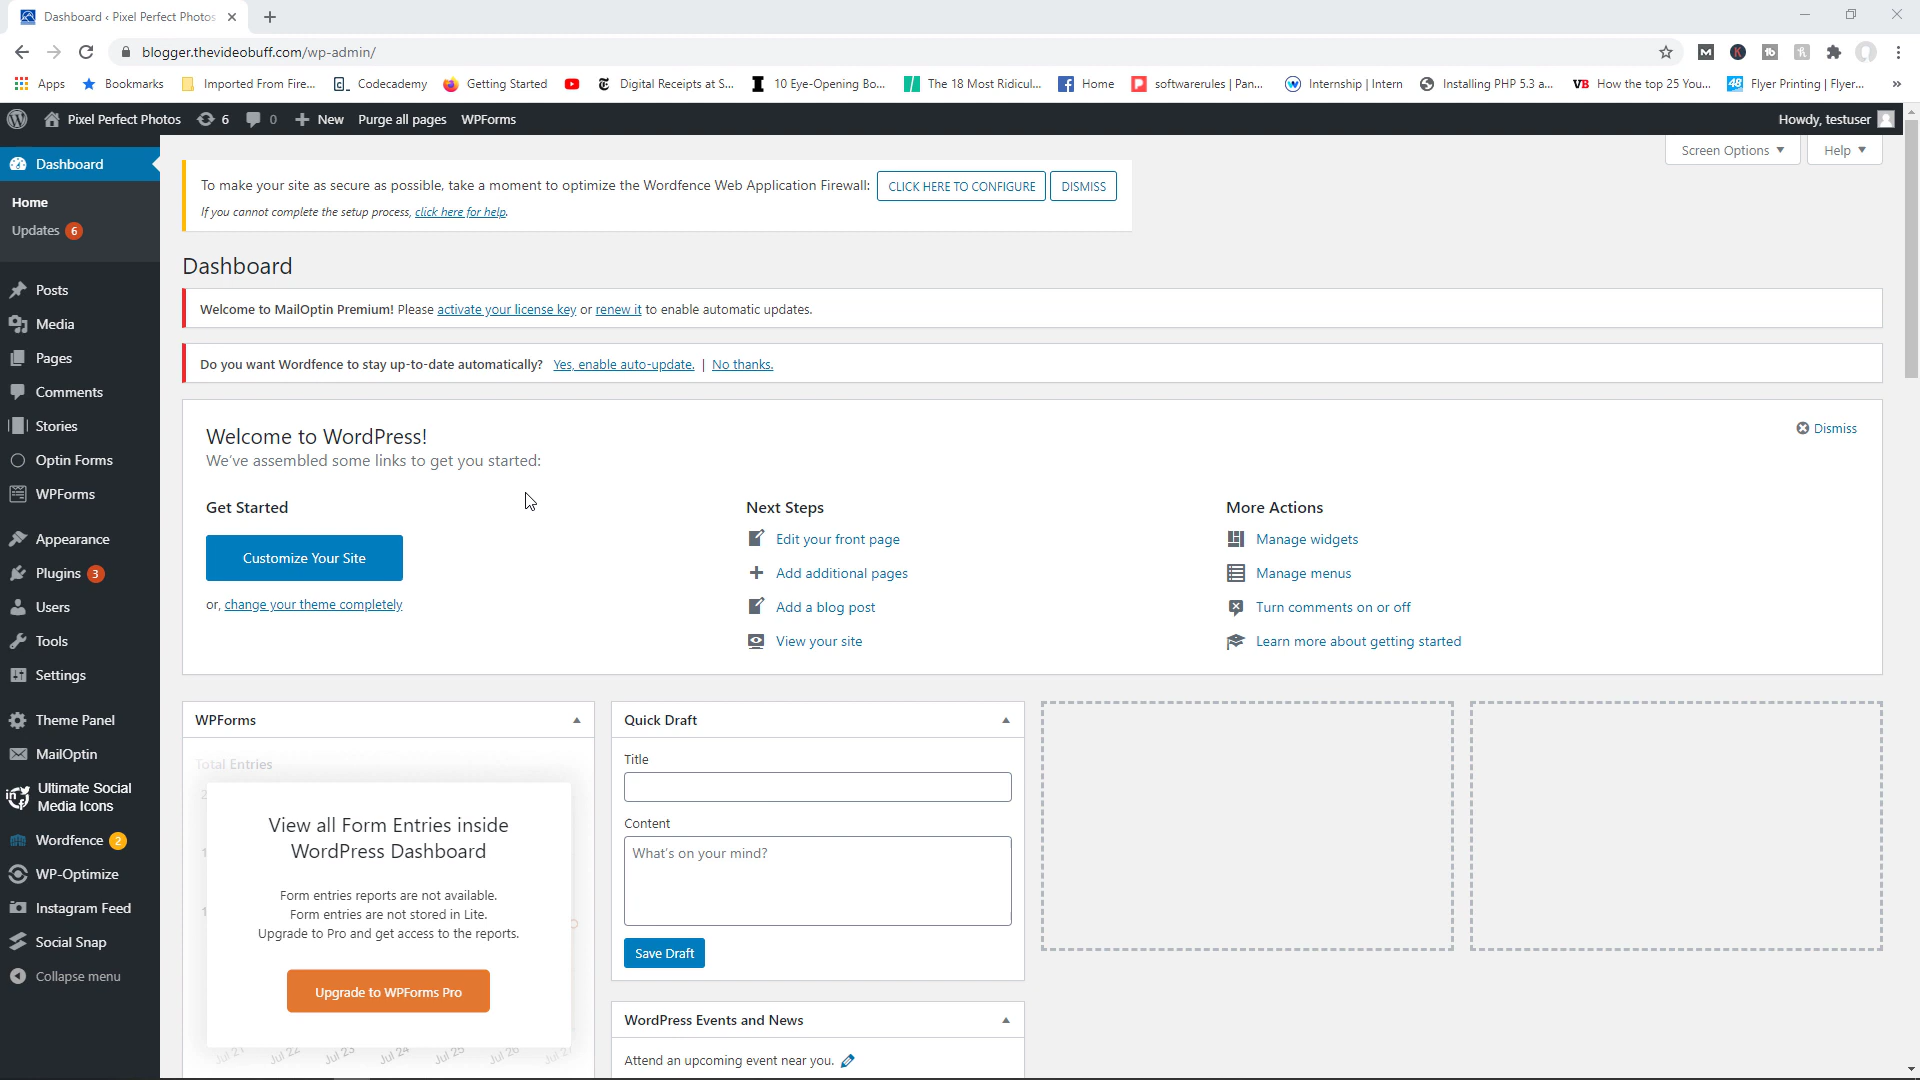 Dashboard ‹ Pixel Perfect Photos
blogger.thevideobuff.com/wp-admin/
Apps Bookmarks Imported From Fire... Codecademy Getting Started Digital Receipts at S... 10 Eye-Opening Bo... The 18 Most Ridicul... Home softwarerules | Pan... Internship | Intern Installing PHP 5.3 a... How the top 25 You... Flyer Printing | Flyer... »
Pixel Perfect Photos 6 0 New Purge all pages WPForms Howdy, testuser
Screen Options Help
Dashboard
Home
Updates 6
Posts
Media
Pages
Comments
Stories
Optin Forms
WPForms
Appearance
Plugins 3
Users
Tools
Settings
Theme Panel
MailOptin
Ultimate Social
Media Icons
Wordfence 2
WP-Optimize
Instagram Feed
Social Snap
Collapse menu
To make your site as secure as possible, take a moment to optimize the Wordfence Web Application Firewall: CLICK HERE TO CONFIGURE DISMISS
If you cannot complete the setup process, click here for help.
Dashboard
Welcome to MailOptin Premium! Please activate your license key or renew it to enable automatic updates.
Do you want Wordfence to stay up-to-date automatically? Yes, enable auto-update. | No thanks.
Welcome to WordPress!
Dismiss
We've assembled some links to get you started:
Get Started
Customize Your Site
or, change your theme completely
Next Steps
Edit your front page
Add additional pages
Add a blog post
View your site
More Actions
Manage widgets
Manage menus
Turn comments on or off
Learn more about getting started
WPForms
Total Entries
View all Form Entries inside
WordPress Dashboard
Form entries reports are not available.
Form entries are not stored in Lite.
Upgrade to Pro and get access to the reports.
Upgrade to WPForms Pro
Jul 21 Jul 22 Jul 23 Jul 24 Jul 25 Jul 26 Jul 27
Quick Draft
Title
Content
What's on your mind?
Save Draft
WordPress Events and News
Attend an upcoming event near you.